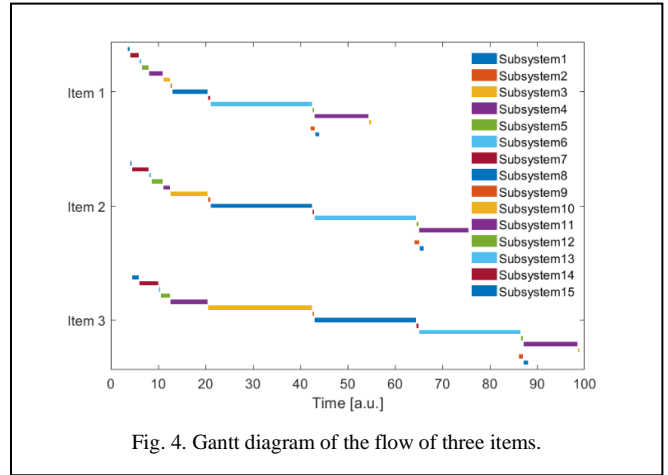 Item 1
Item 2
Item 3
Subsystem1
Subsystem2
Subsystem3
Subsystem4
Subsystem5
Subsystem6
Subsystem7
Subsystem8
Subsystem9
Subsystem10
Subsystem11
Subsystem12
Subsystem13
Subsystem14
Subsystem15
0 10 20 30 40 50 60 70 80 90 100
Time [a.u.]
Fig. 4. Gantt diagram of the flow of three items.